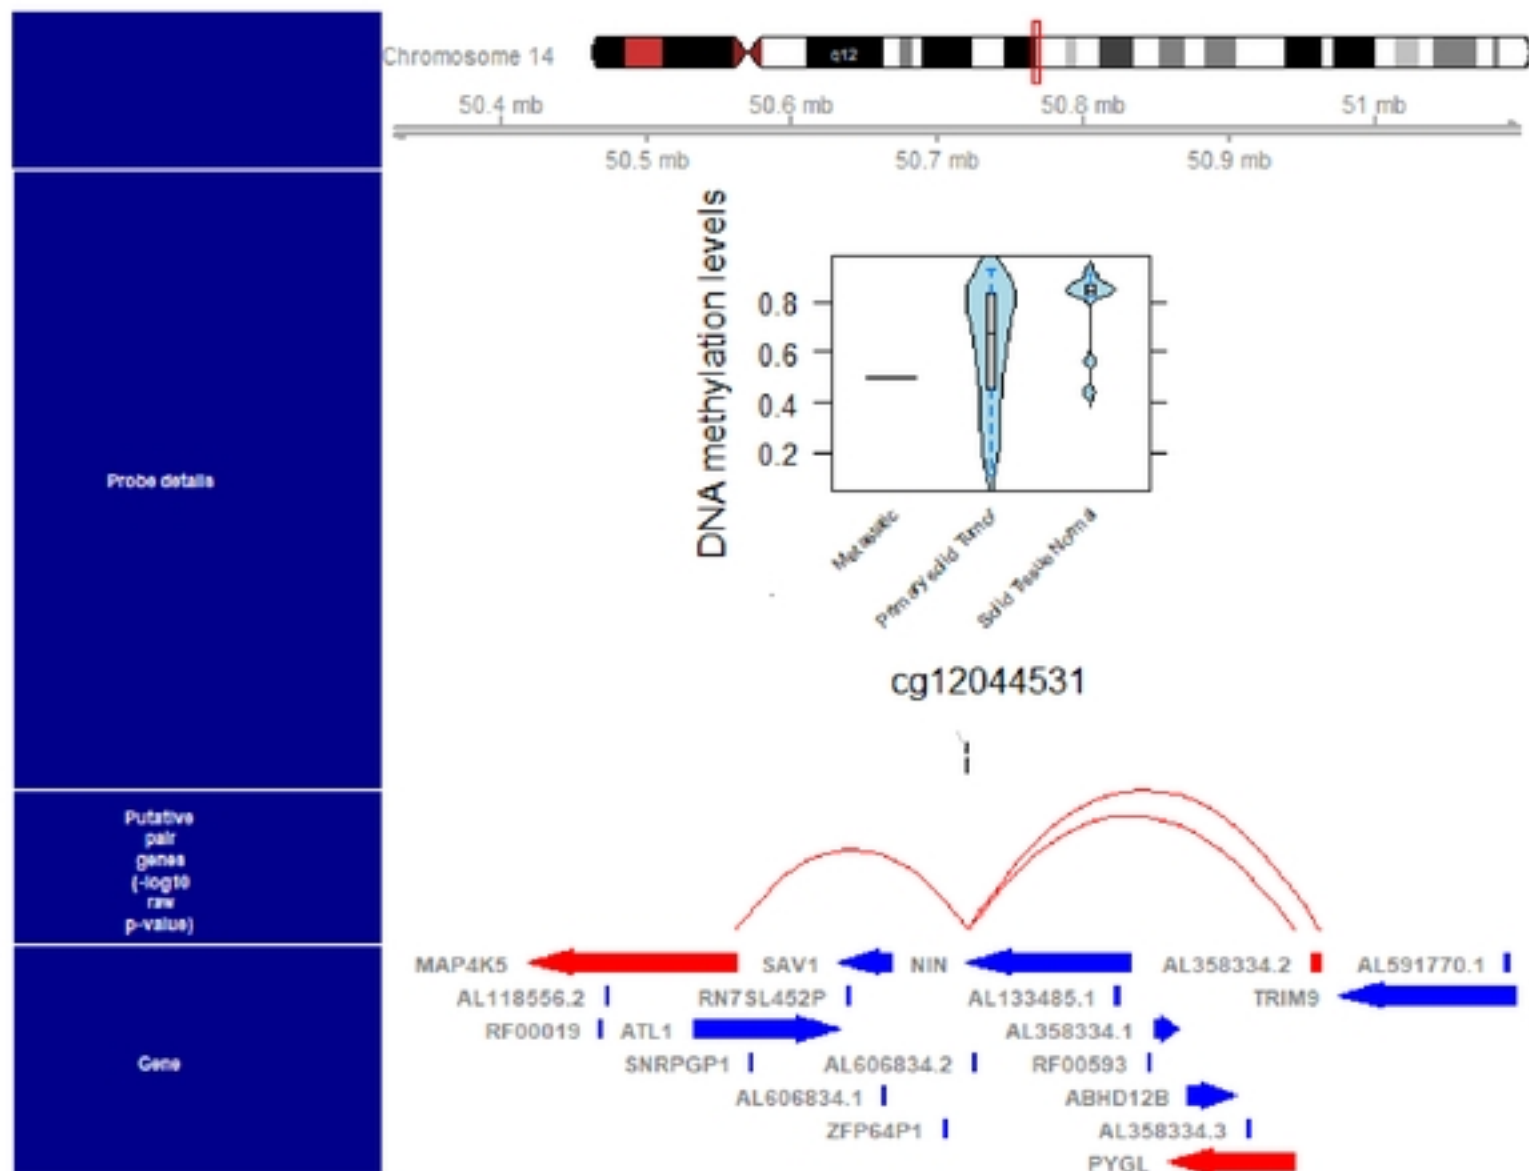 Chromosome 14
q12
50.4 mb 50.6 mb 50.8 mb 51 mb
50.5 mb 50.7 mb 50.9 mb
Probe details
DNA methylation levels
0.8
0.6
0.4
0.2
Metastatic
Primary solid Tumor
Solid Tissue Normal
cg12044531
Putative
pair
genes
(-log10
raw
p-value)
Gene
MAP4K5 SAV1 NIN AL358334.2 AL591770.1
AL118556.2 RN7SL452P AL133485.1 TRIM9
RF00019 ATL1 AL358334.1
SNRPGP1 AL606834.2 RF00593
AL606834.1 ABHD12B
ZFP64P1 AL358334.3
PYGL